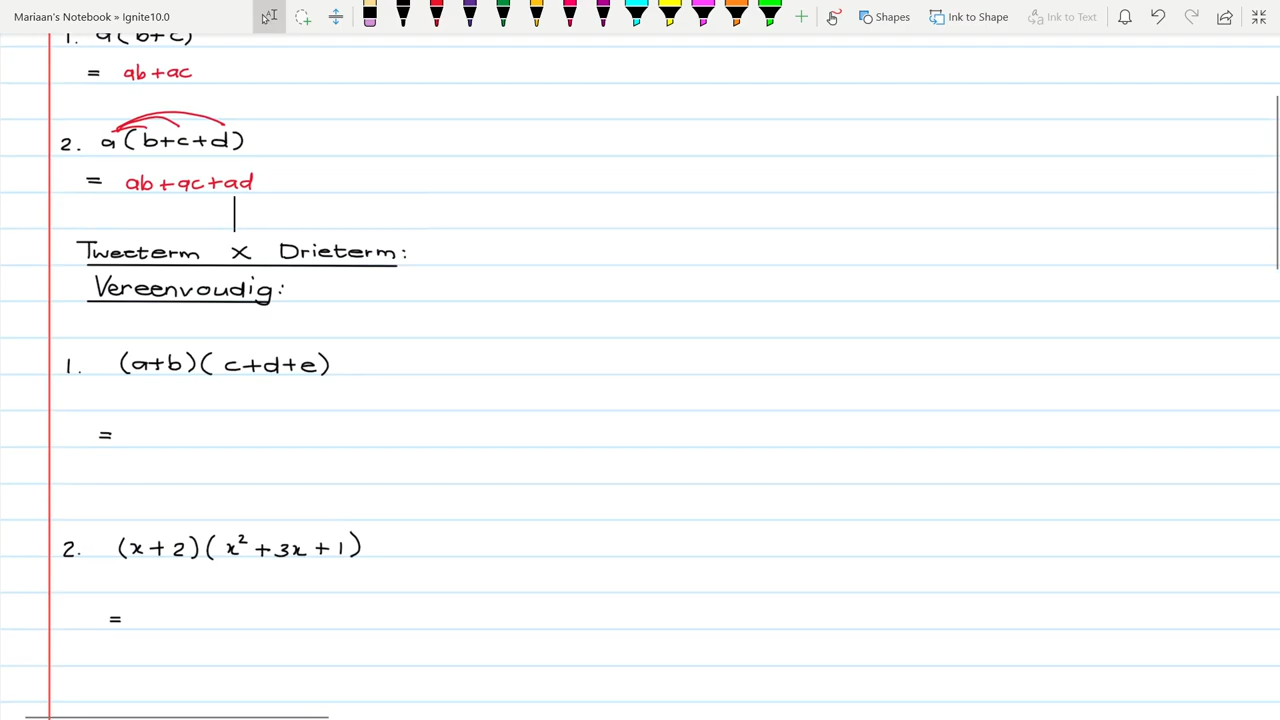 Mariaan's Notebook » Ignite10.0
Shapes Ink to Shape Ink to Text
1. a(b+c)
= ab+ac
2. a(b+c+d)
= ab+ac+ad
Tweeterm × Drieterm:
Vereenvoudig:
1. (a+b)(c+d+e)
=
2. (x+2)(x²+3x+1)
=